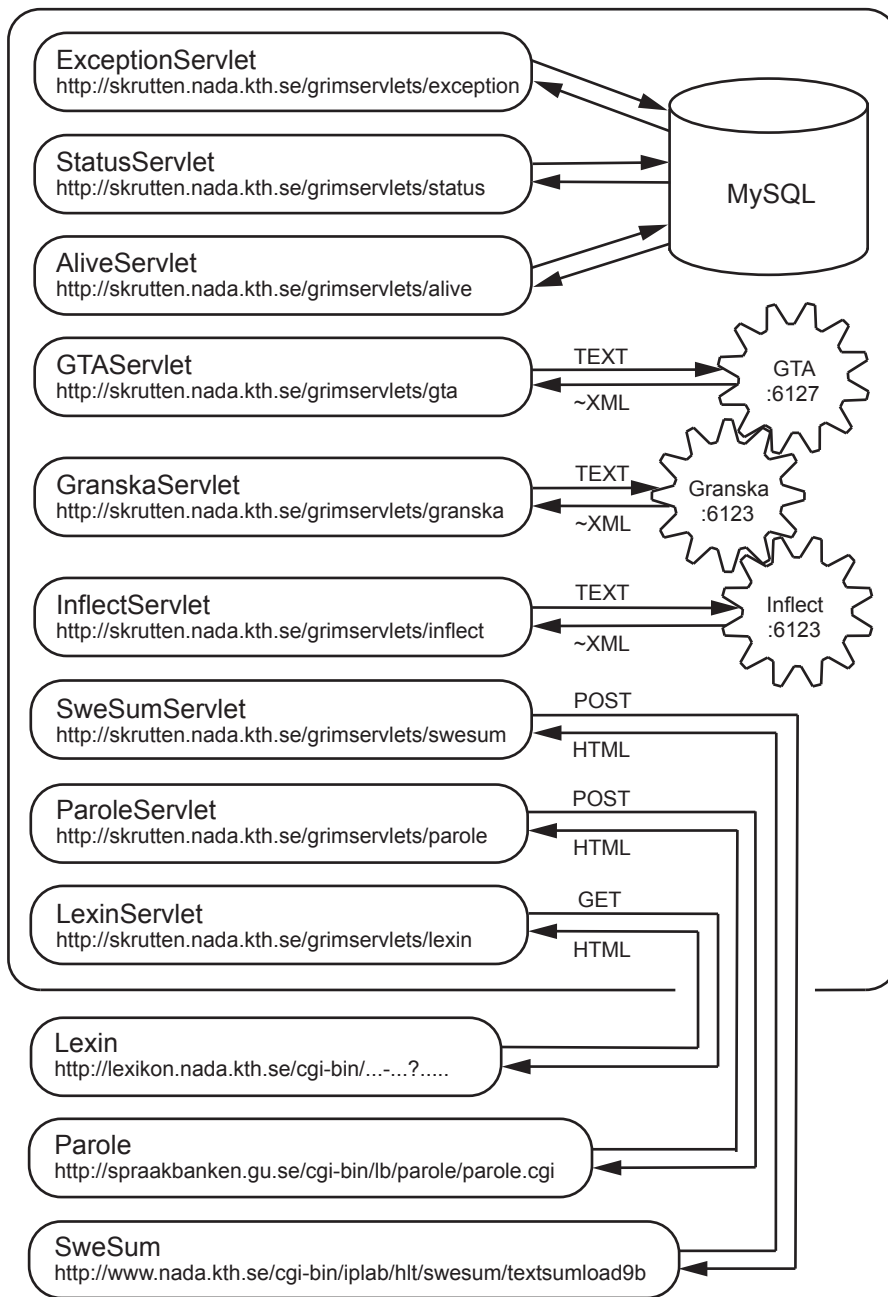 ExceptionServlet
http://skrutten.nada.kth.se/grimservlets/exception
StatusServlet
http://skrutten.nada.kth.se/grimservlets/status
MySQL
AliveServlet
http://skrutten.nada.kth.se/grimservlets/alive
GTAServlet
http://skrutten.nada.kth.se/grimservlets/gta
TEXT
~XML
GTA
:6127
GranskaServlet
http://skrutten.nada.kth.se/grimservlets/granska
TEXT
~XML
Granska
:6123
InflectServlet
http://skrutten.nada.kth.se/grimservlets/inflect
TEXT
~XML
Inflect
:6123
SweSumServlet
http://skrutten.nada.kth.se/grimservlets/swesum
POST
HTML
ParoleServlet
http://skrutten.nada.kth.se/grimservlets/parole
POST
HTML
LexinServlet
http://skrutten.nada.kth.se/grimservlets/lexin
GET
HTML
Lexin
http://lexikon.nada.kth.se/cgi-bin/...-...?.....
Parole
http://spraakbanken.gu.se/cgi-bin/lb/parole/parole.cgi
SweSum
http://www.nada.kth.se/cgi-bin/iplab/hlt/swesum/textsumload9b